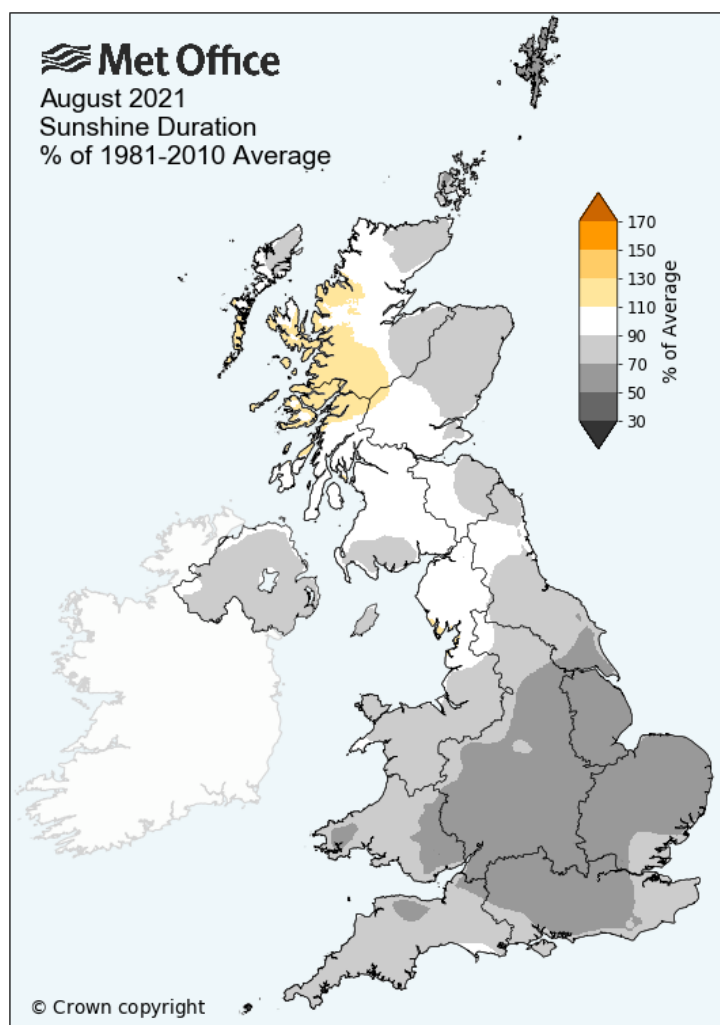 Met Office
August 2021
Sunshine Duration
% of 1981-2010 Average
170
150
130
110
90
70
50
30
% of Average
© Crown copyright